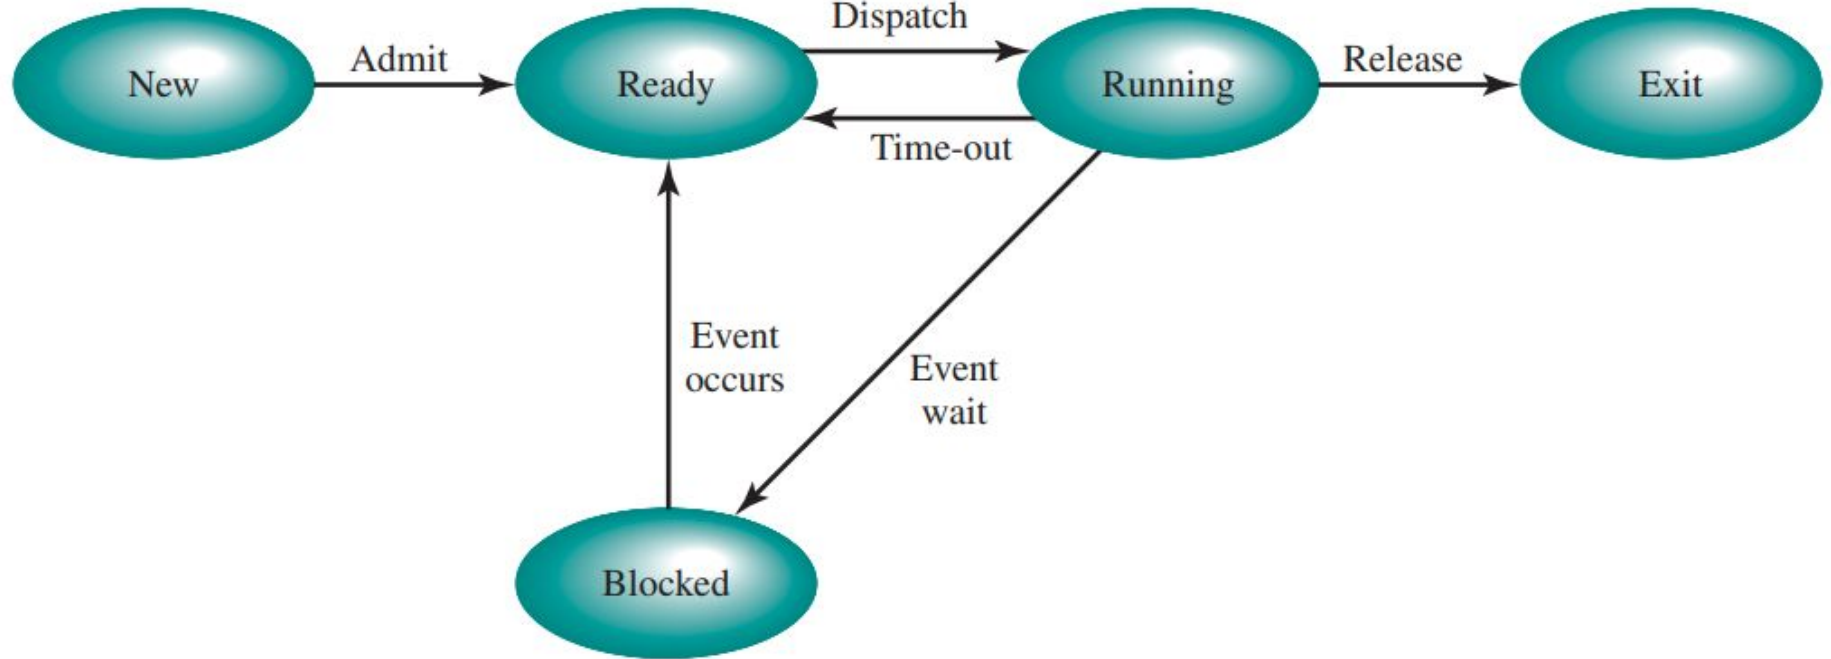 Dispatch
New
Admit
Ready
Running
Release
Exit
Time-out
Event
occurs
Event
wait
Blocked